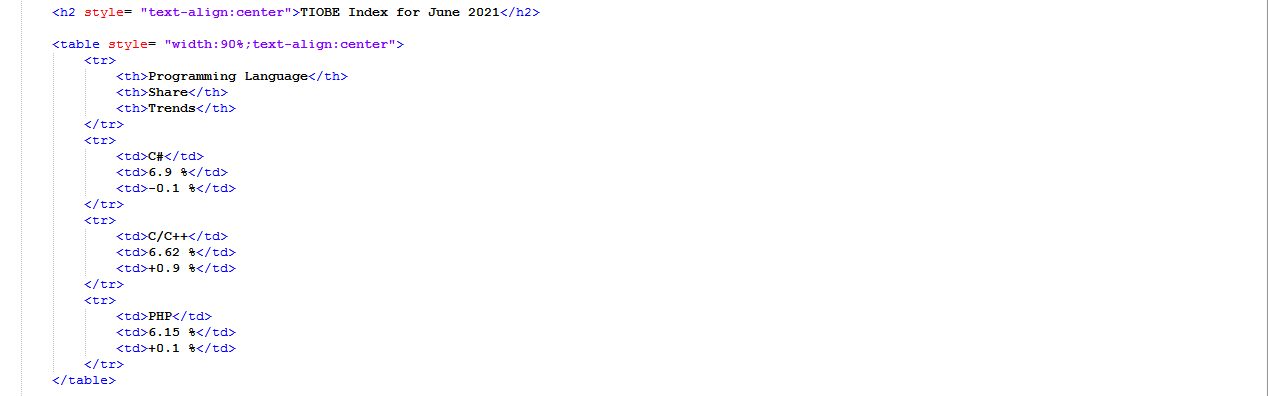 <h2 style= "text-align:center">TIOBE Index for June 2021</h2>
<table style= "width:90%;text-align:center">
<tr>
<th>Programming Language</th>
<th>Share</th>
<th>Trends</th>
</tr>
<tr>
<td>C#</td>
<td>6.9 %</td>
<td>-0.1 %</td>
</tr>
<tr>
<td>C/C++</td>
<td>6.62 %</td>
<td>+0.9 %</td>
</tr>
<tr>
<td>PHP</td>
<td>6.15 %</td>
<td>+0.1 %</td>
</tr>
</table>